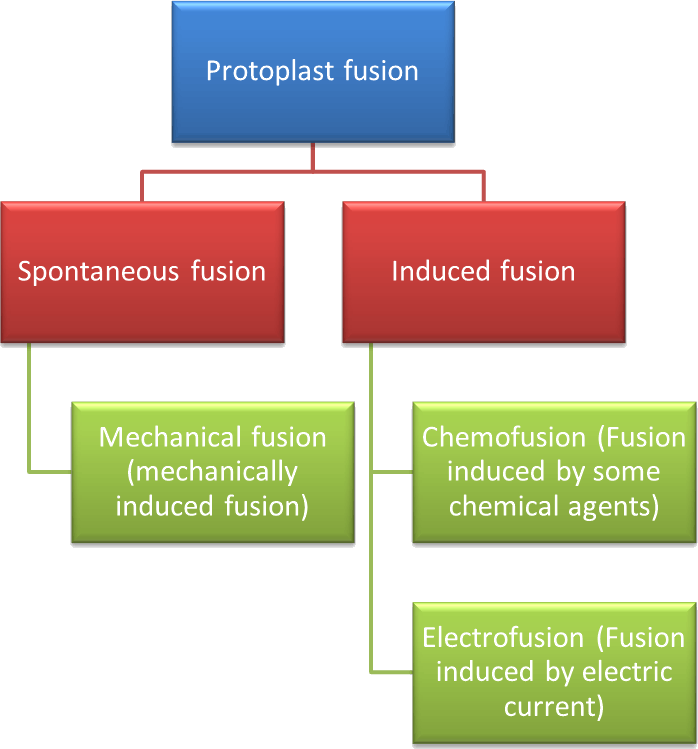 Protoplast fusion
Spontaneous fusion
Induced fusion
Mechanical fusion
(mechanically
induced fusion)
Chemofusion (Fusion
induced by some
chemical agents)
Electrofusion (Fusion
induced by electric
current)